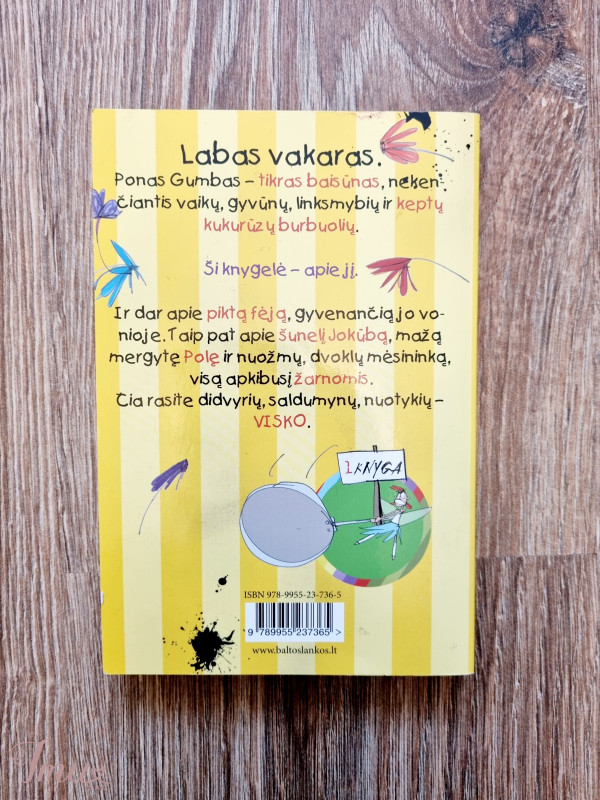 Labas vakaras.
Ponas Gumbas – tikras baisūnas, neken-
čiantis vaikų, gyvūnų, linksmybių ir keptų
kukurūzų burbuolių.
Ši knygelė – apie jį.
Ir dar apie piktą fėją, gyvenančią jo vo-
nioje. Taip pat apie šunelį Jokūbą, mažą
mergytę Polę ir nuožmų, dvoklų mėsininką,
visą apkibusį žarnomis.
Čia rasite didvyrių, saldumynų, nuotykių –
VISKO.
1 KNYGA
ISBN 978-9955-23-736-5
9 789955 237365 >
www.baltoslankos.lt